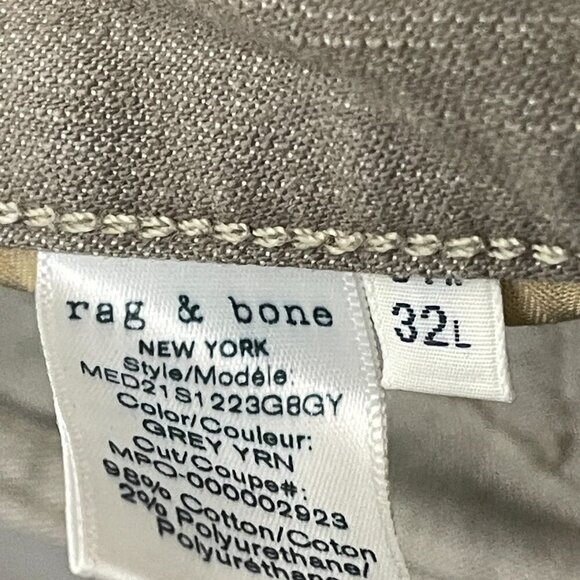 rag & bone
NEW YORK
Style/Modèle:
MED21S1223G8GY
Color/Couleur:
GREY YRN
Cut/Coupe#:
MPO-000002923
98% Cotton/Coton
2% Polyurethane/
Polyuréthane
32L